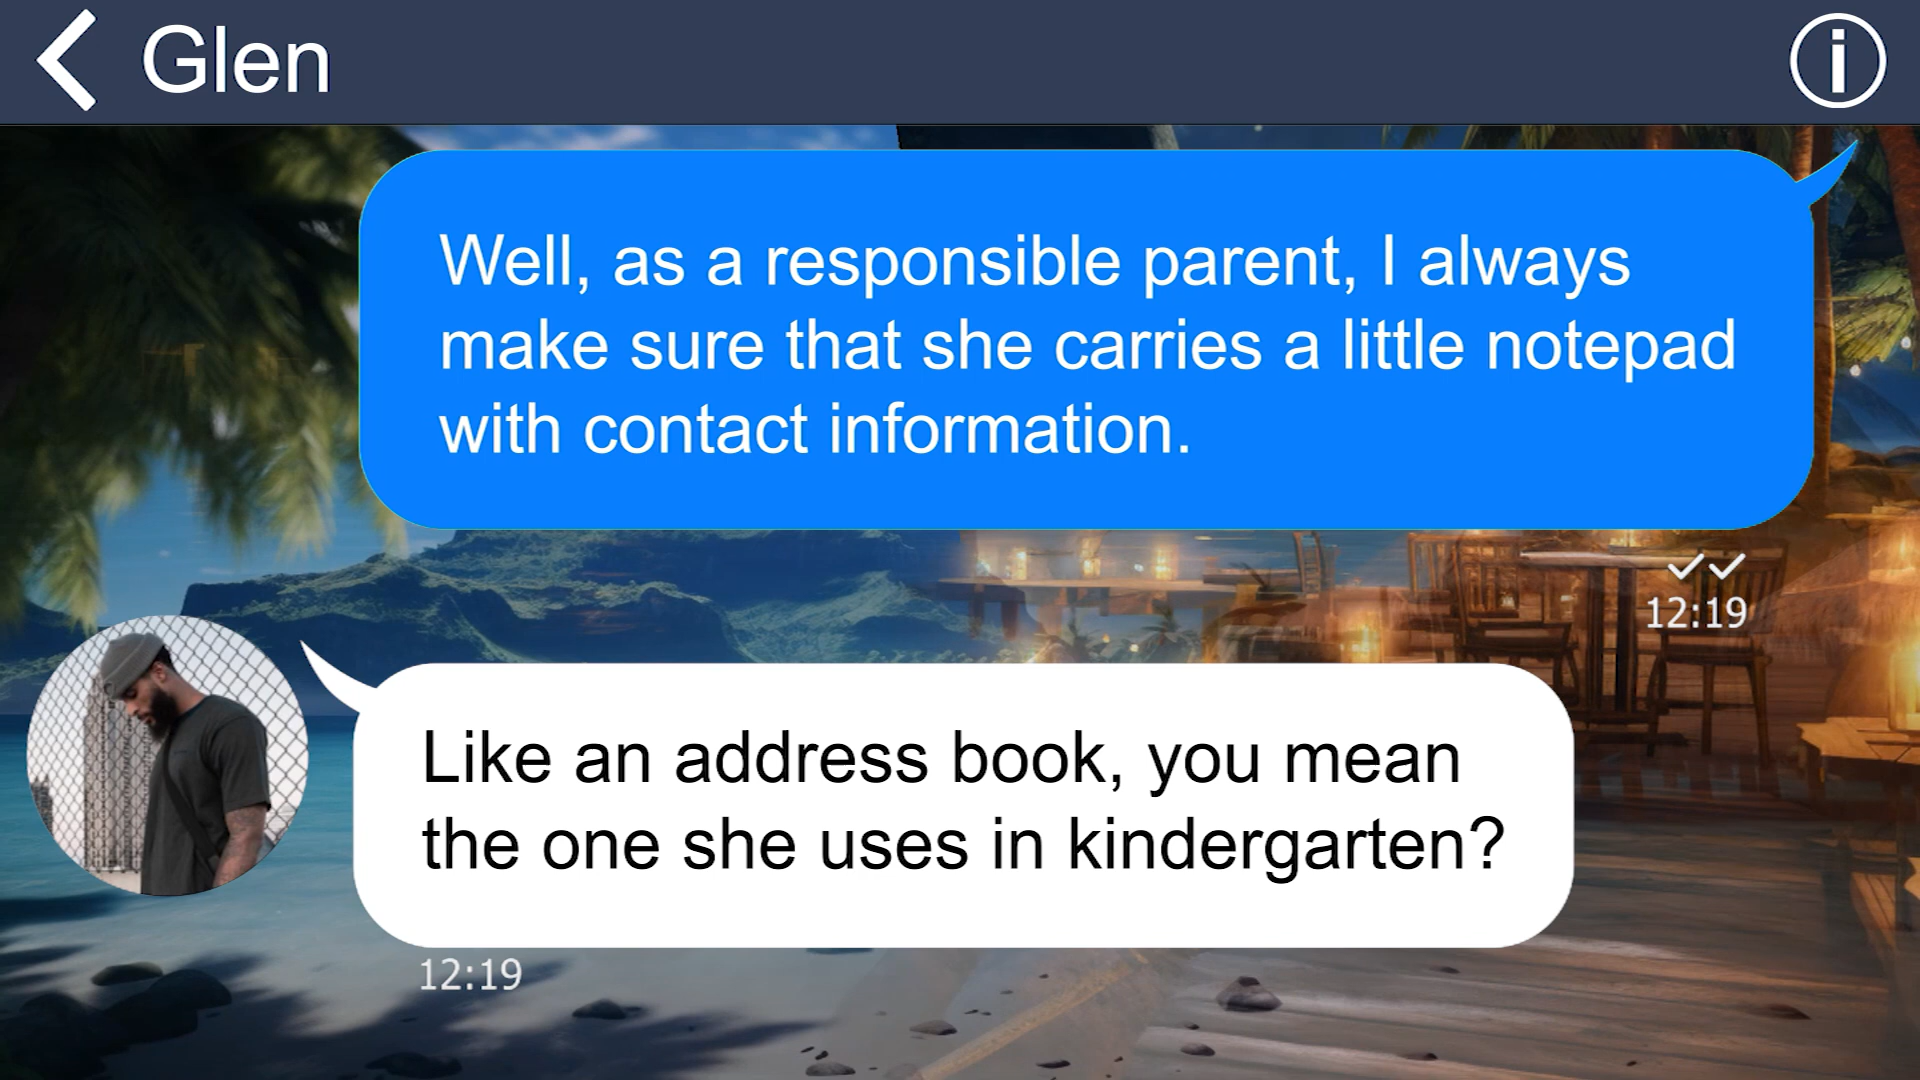 Glen
Well, as a responsible parent, I always
make sure that she carries a little notepad
with contact information.
12:19
Like an address book, you mean
the one she uses in kindergarten?
12:19